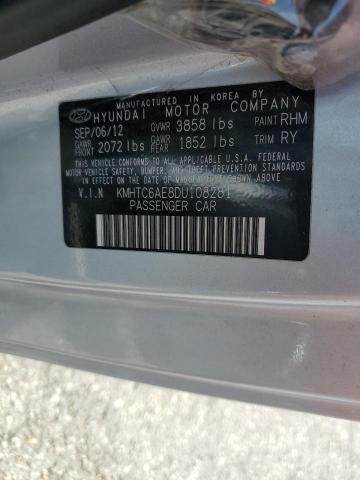 MANUFACTURED IN KOREA BY
HYUNDAI MOTOR COMPANY
SEP/06/12 GVWR 3858 lbs PAINT RHM
GAWR FRONT 2072 lbs GAWR REAR 1852 lbs TRIM RY
THIS VEHICLE CONFORMS TO ALL APPLICABLE U.S.A. FEDERAL
MOTOR VEHICLE SAFETY, BUMPER, AND THEFT PREVENTION
STANDARDS IN EFFECT ON THE DATE OF MANUFACTURE SHOWN ABOVE.
V.I.N KMHTC6AE8DU108281
PASSENGER CAR